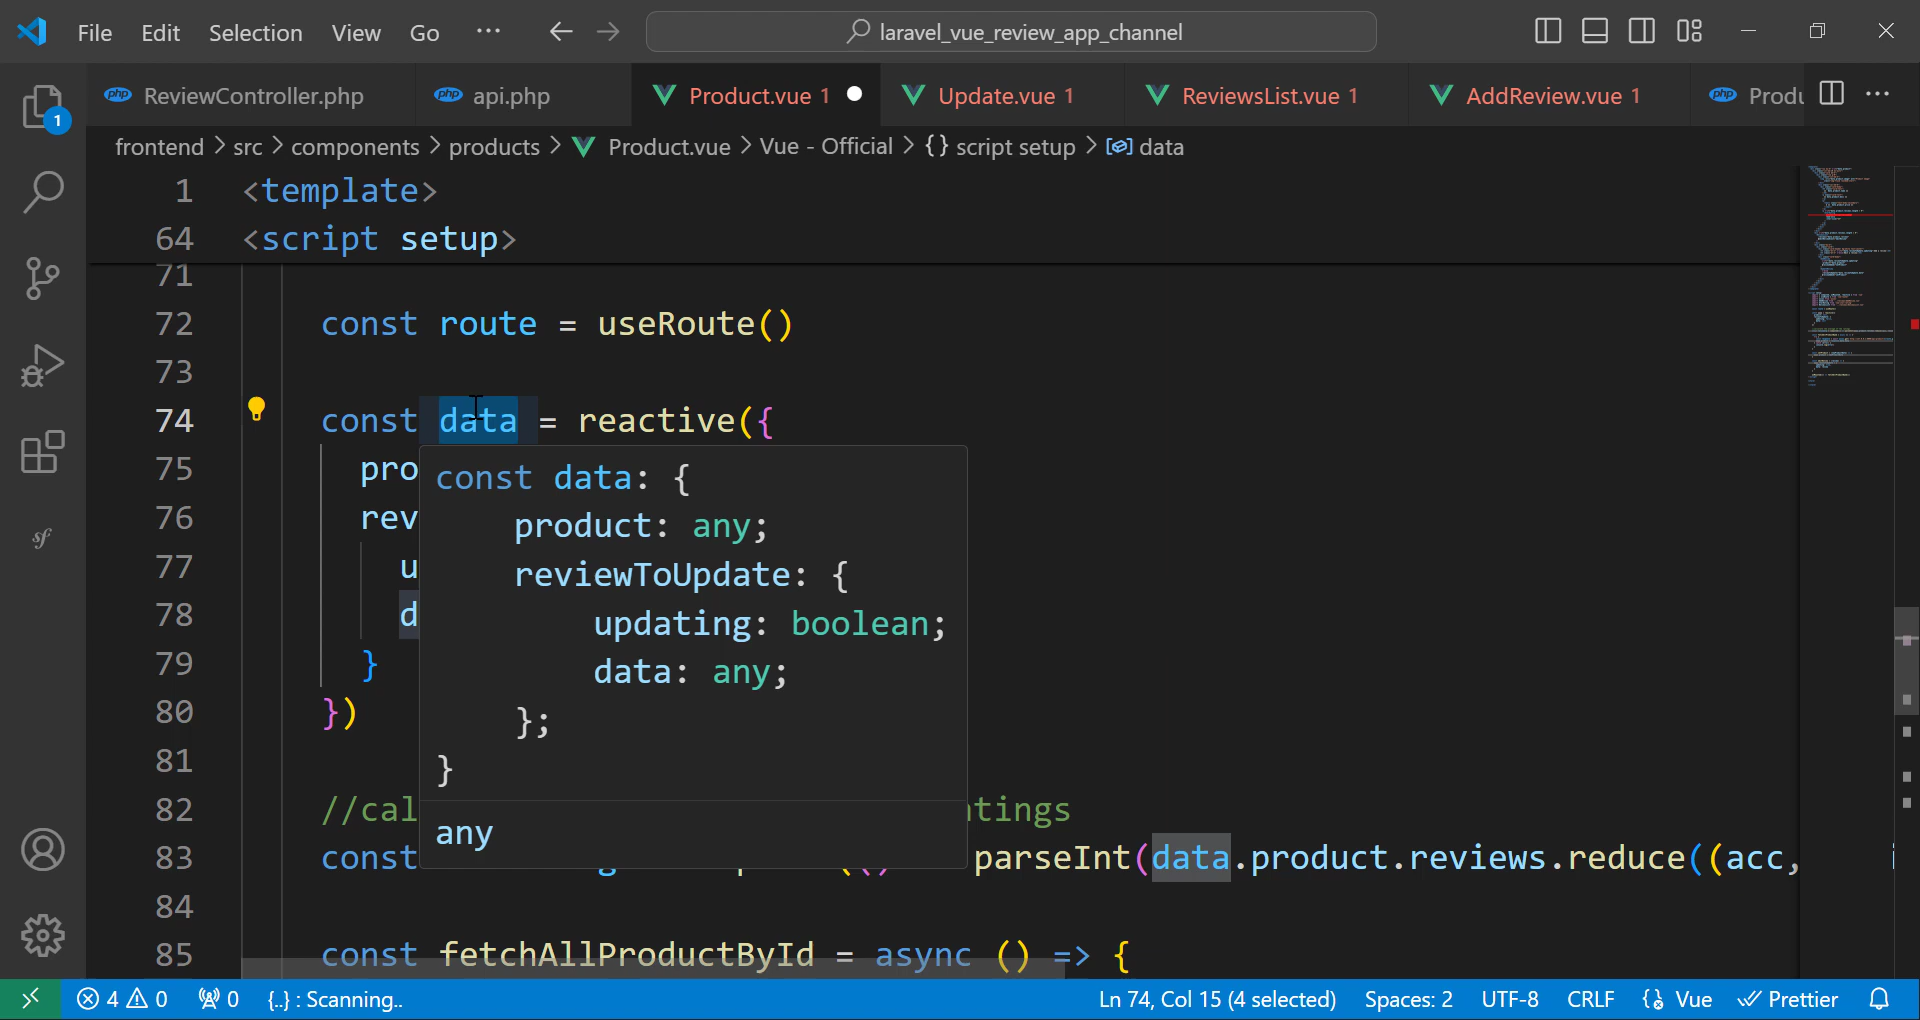 File Edit Selection View Go ... laravel_vue_review_app_channel
1
php ReviewController.php php api.php Product.vue 1 Update.vue 1 ReviewsList.vue 1 AddReview.vue 1 php Produ
frontend > src > components > products > Product.vue > Vue - Official > {} script setup > data
1 <template>
64 <script setup>
71
72 const route = useRoute()
73
74 const data = reactive({
75 pro
76 rev
77 u
78 d
79 }
80 })
81
const data: {
product: any;
reviewToUpdate: {
updating: boolean;
data: any;
};
}
any
82 //cal tings
83 const parseInt(data.product.reviews.reduce((acc,
84
85 const fetchAllProductById = async () => {
4 0 0 {..} : Scanning.. Ln 74, Col 15 (4 selected) Spaces: 2 UTF-8 CRLF Vue Prettier